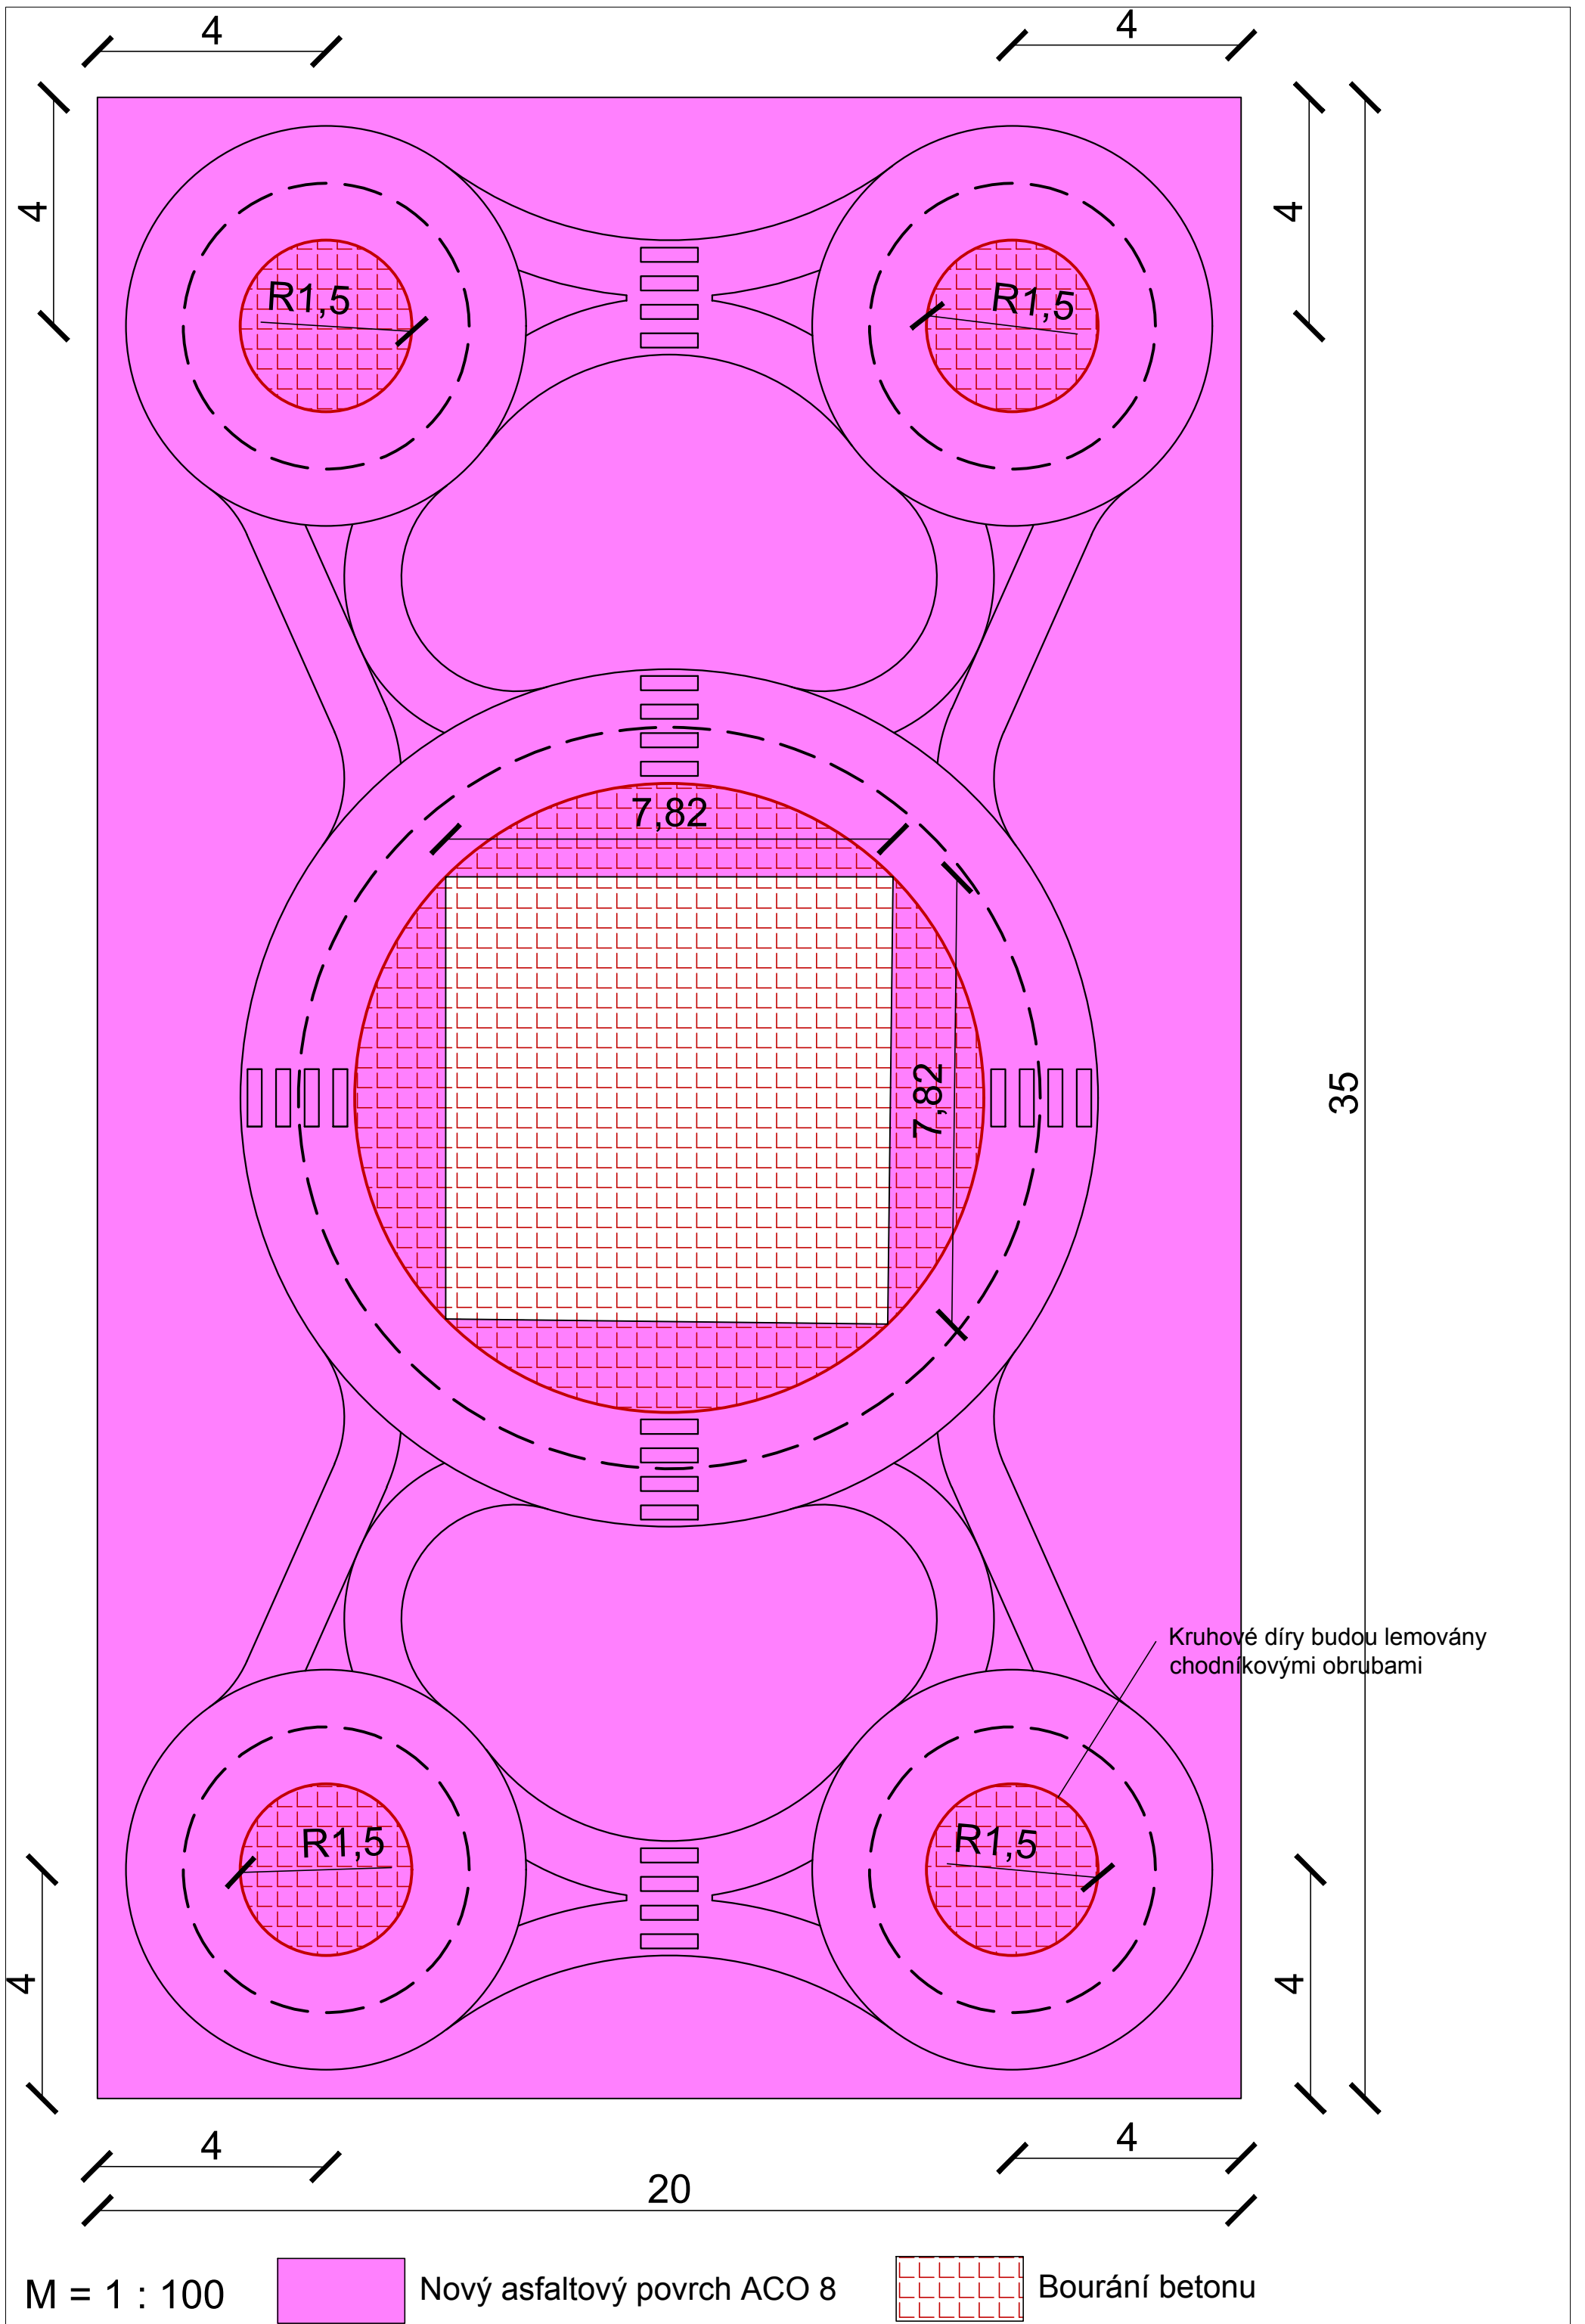 4
4
4
4
R1,5
R1,5
7,82
7,82
35
Kruhové díry budou lemovány
chodníkovými obrubami
R1,5
R1,5
4
4
4
4
20
M = 1 : 100
Nový asfaltový povrch ACO 8
Bourání betonu